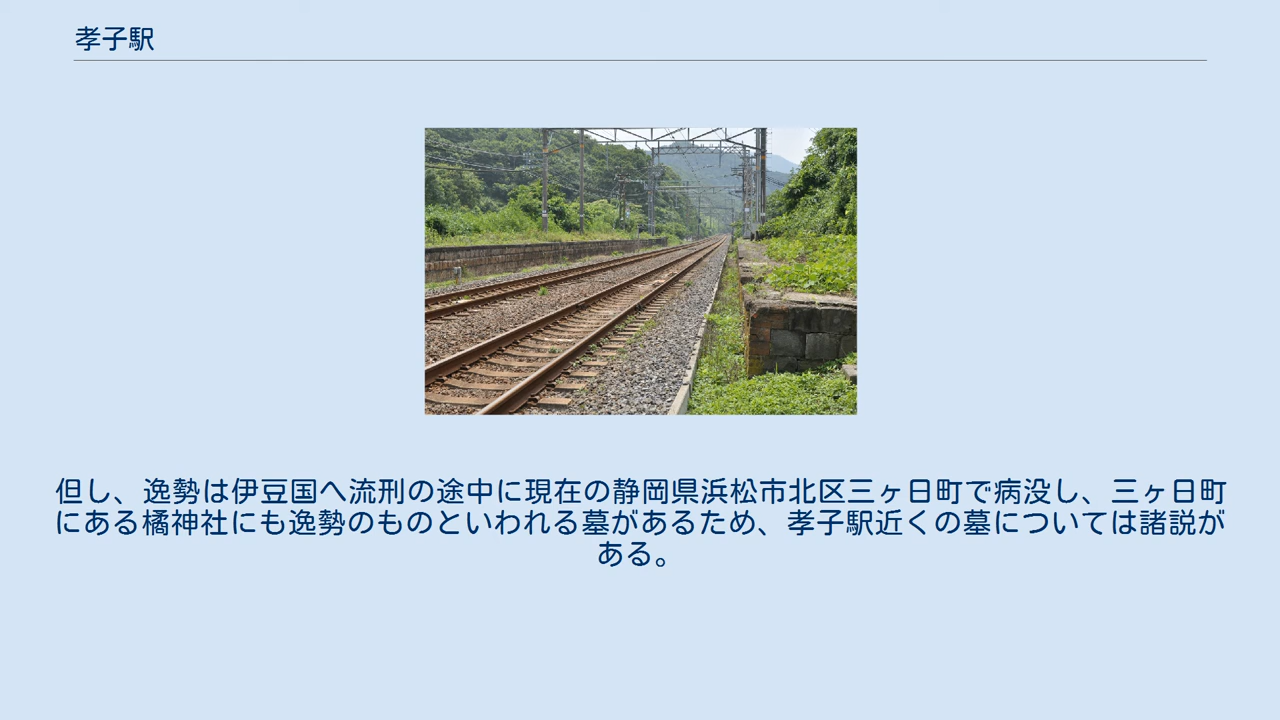 孝子駅
但し、逸勢は伊豆国へ流刑の途中に現在の静岡県浜松市北区三ヶ日町で病没し、三ヶ日町
にある橘神社にも逸勢のものといわれる墓があるため、孝子駅近くの墓については諸説が
ある。